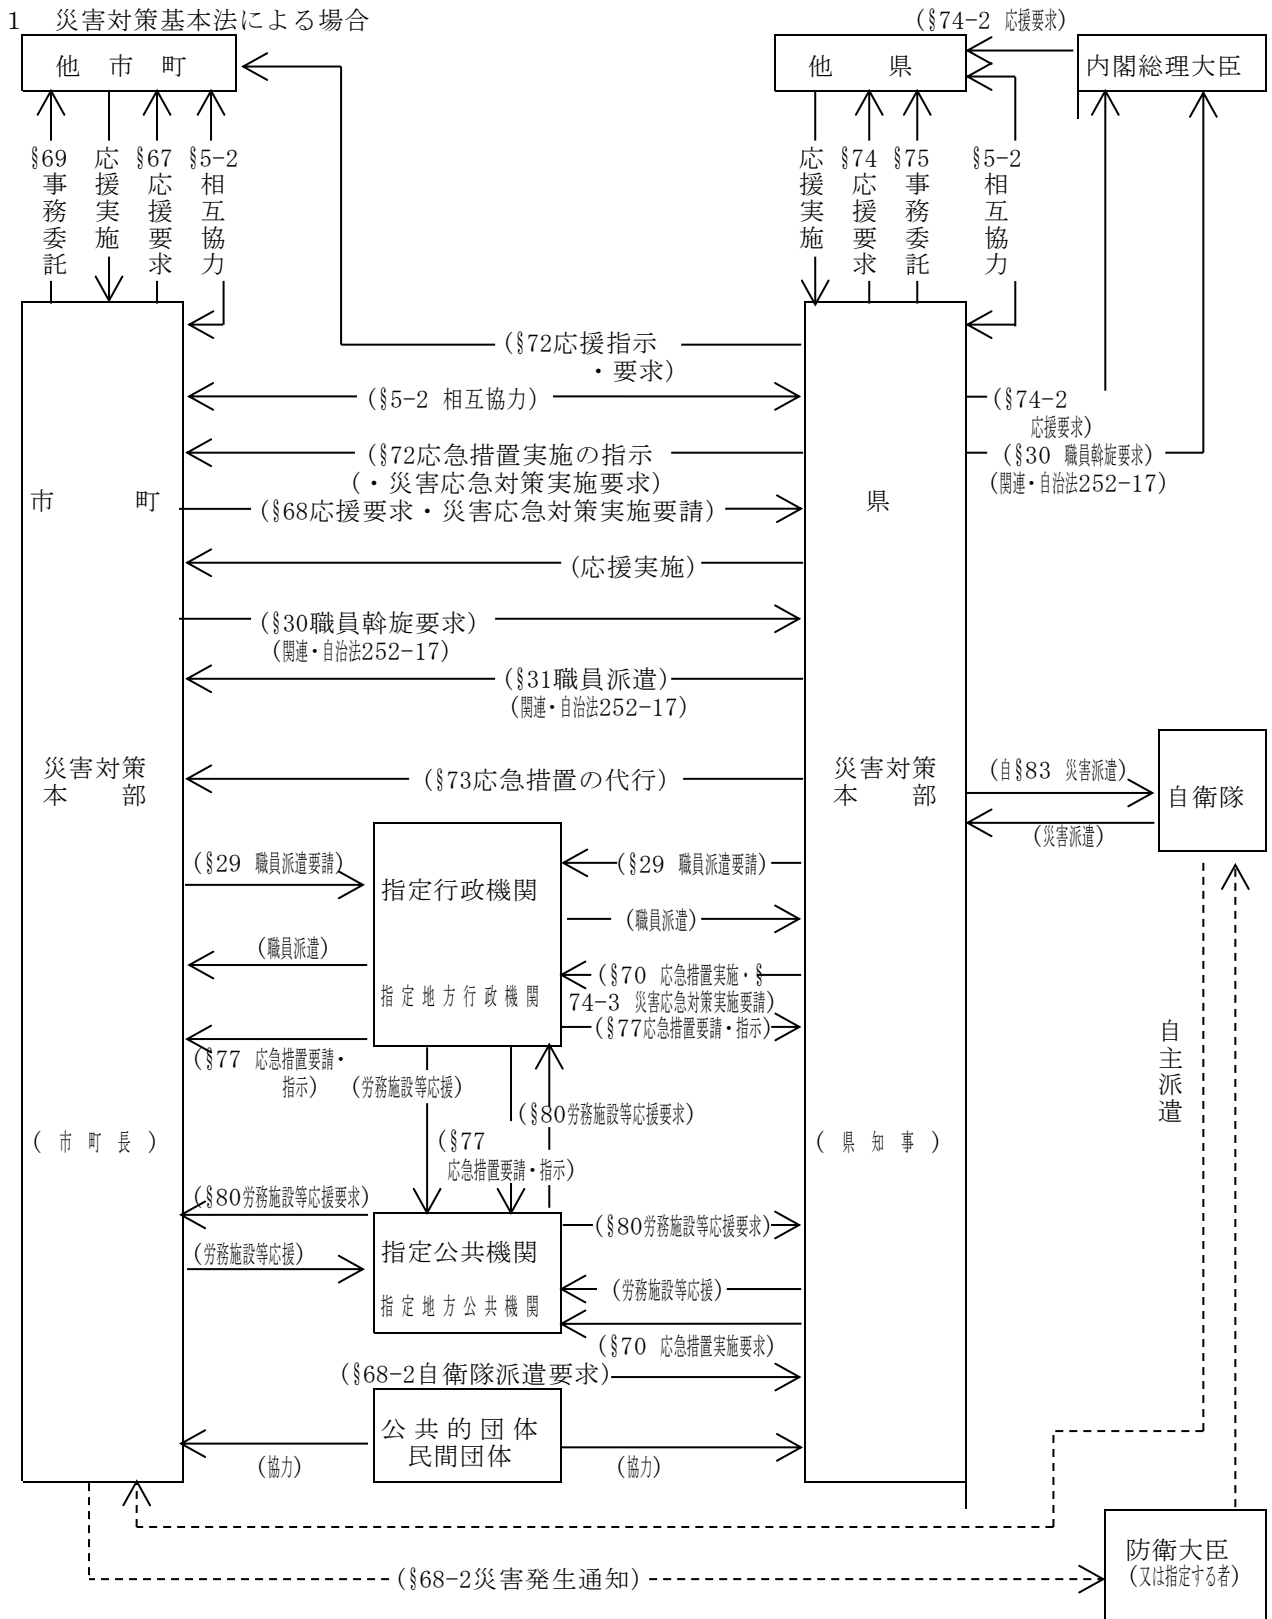 1　災害対策基本法による場合
(§74-2 応援要求)
他　市　町
他　　県
内閣総理大臣
§69事務委託
応援実施
§67応援要求
§5-2相互協力
応援実施
§74応援要求
§75事務委託
§5-2相互協力
(§72応援指示
・要求)
(§5-2 相互協力)
(§74-2
応援要求)
(§72応急措置実施の指示
(・災害応急対策実施要求)
(§30 職員斡旋要求)
(関連・自治法252-17)
市　　　町
県
(§68応援要求・災害応急対策実施要請)
(応援実施)
(§30職員斡旋要求)
(関連・自治法252-17)
(§31職員派遣)
(関連・自治法252-17)
災害対策
本　　部
(§73応急措置の代行)
災害対策
本　　部
(自§83 災害派遣)
自衛隊
(災害派遣)
(§29 職員派遣要請)
指定行政機関
(§29 職員派遣要請)
(職員派遣)
(職員派遣)
指定地方行政機関
(§70 応急措置実施・§
74-3 災害応急対策実施要請)
(§77応急措置要請・指示)
(§77 応急措置要請・
指示)
(労務施設等応援)
(§80労務施設等応援要求)
自主派遣
(市町長)
(§77
応急措置要請・指示)
(県知事)
(§80労務施設等応援要求)
(§80労務施設等応援要求)
(労務施設等応援)
指定公共機関
(労務施設等応援)
指定地方公共機関
(§70 応急措置実施要求)
(§68-2自衛隊派遣要求)
公共的団体
民間団体
(協力)
(協力)
防衛大臣
(又は指定する者)
(§68-2災害発生通知)